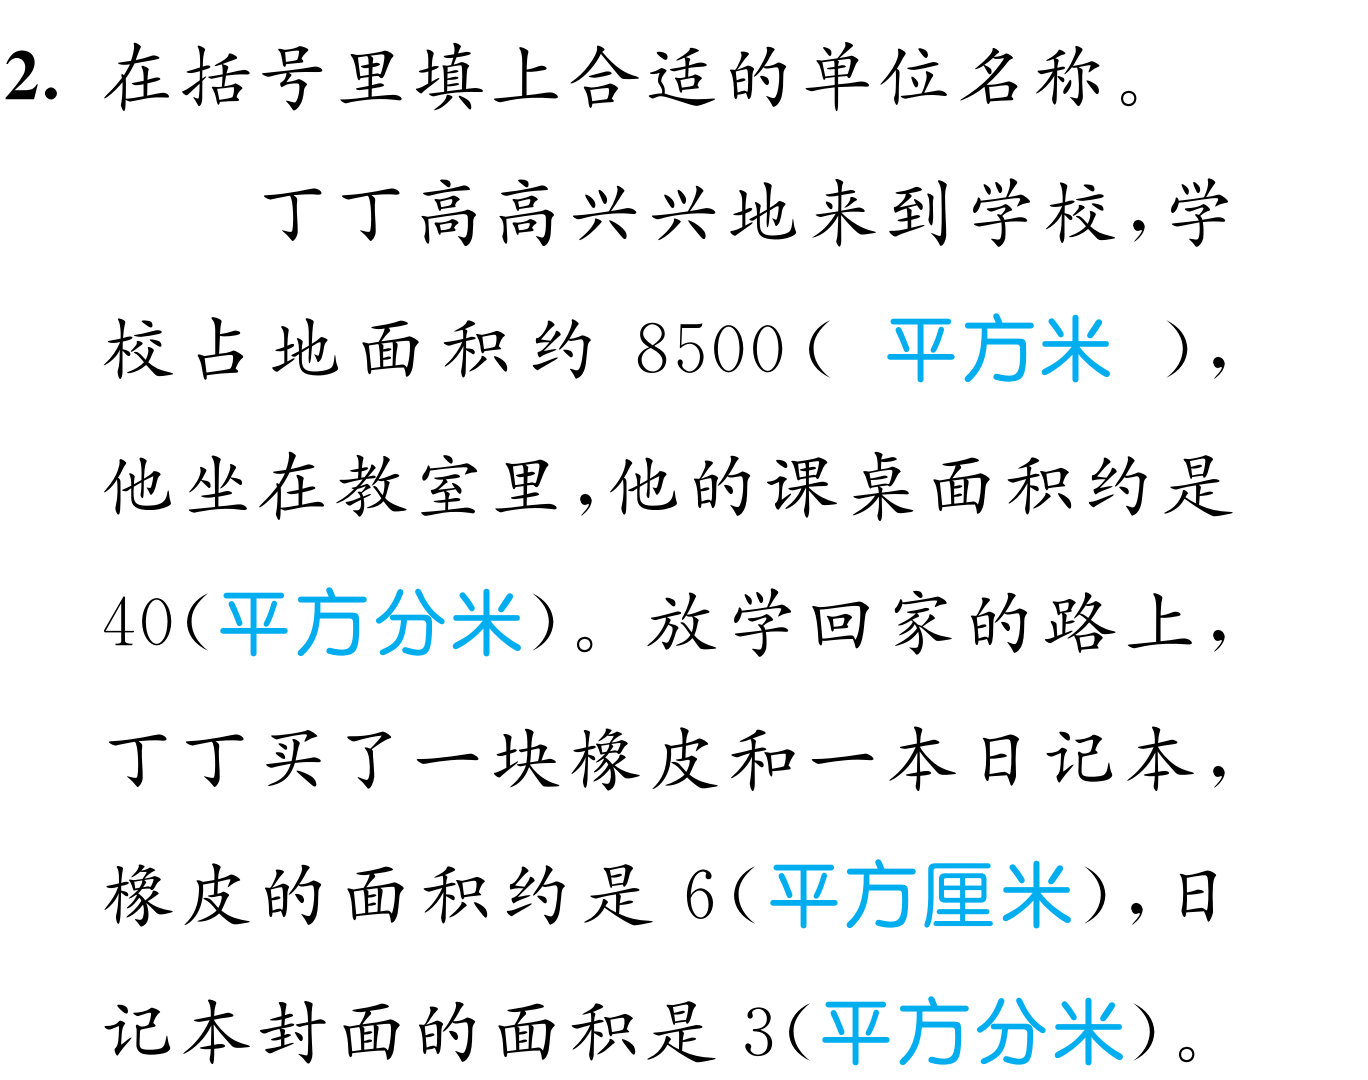 2. 在括号里填上合适的单位名称。
丁丁高高兴兴地来到学校，学
校占地面积约 8500（ 平方米 ），
他坐在教室里，他的课桌面积约是
40（平方分米）。放学回家的路上，
丁丁买了一块橡皮和一本日记本，
橡皮的面积约是 6（平方厘米），日
记本封面的面积是 3（平方分米）。